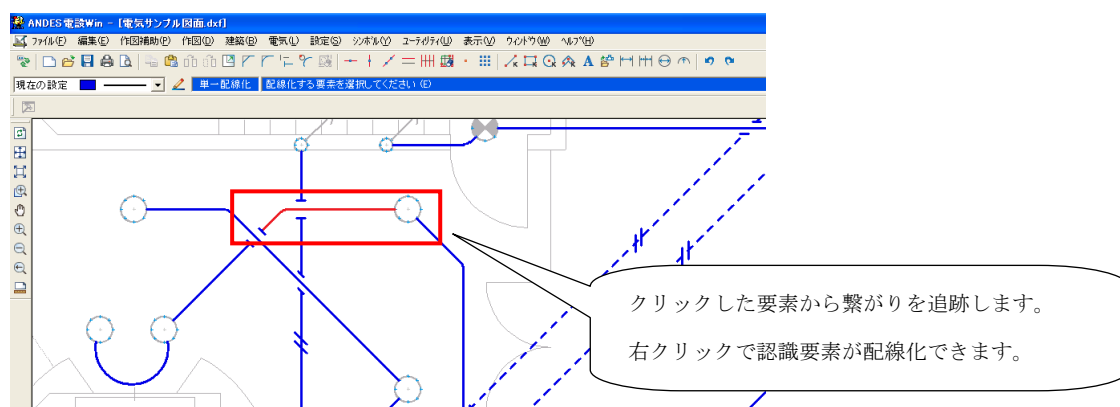 ANDES電設Win - [電気サンプル図面.dxf]
ファイル(F) 編集(E) 作図補助(P) 作図(D) 建築(B) 電気(L) 設定(S) シンボル(Y) ユーティリティ(U) 表示(V) ウィンドウ(W) ヘルプ(H)
現在の設定 単一配線化 配線化する要素を選択してください (E)
クリックした要素から繋がりを追跡します。
右クリックで認識要素が配線化できます。